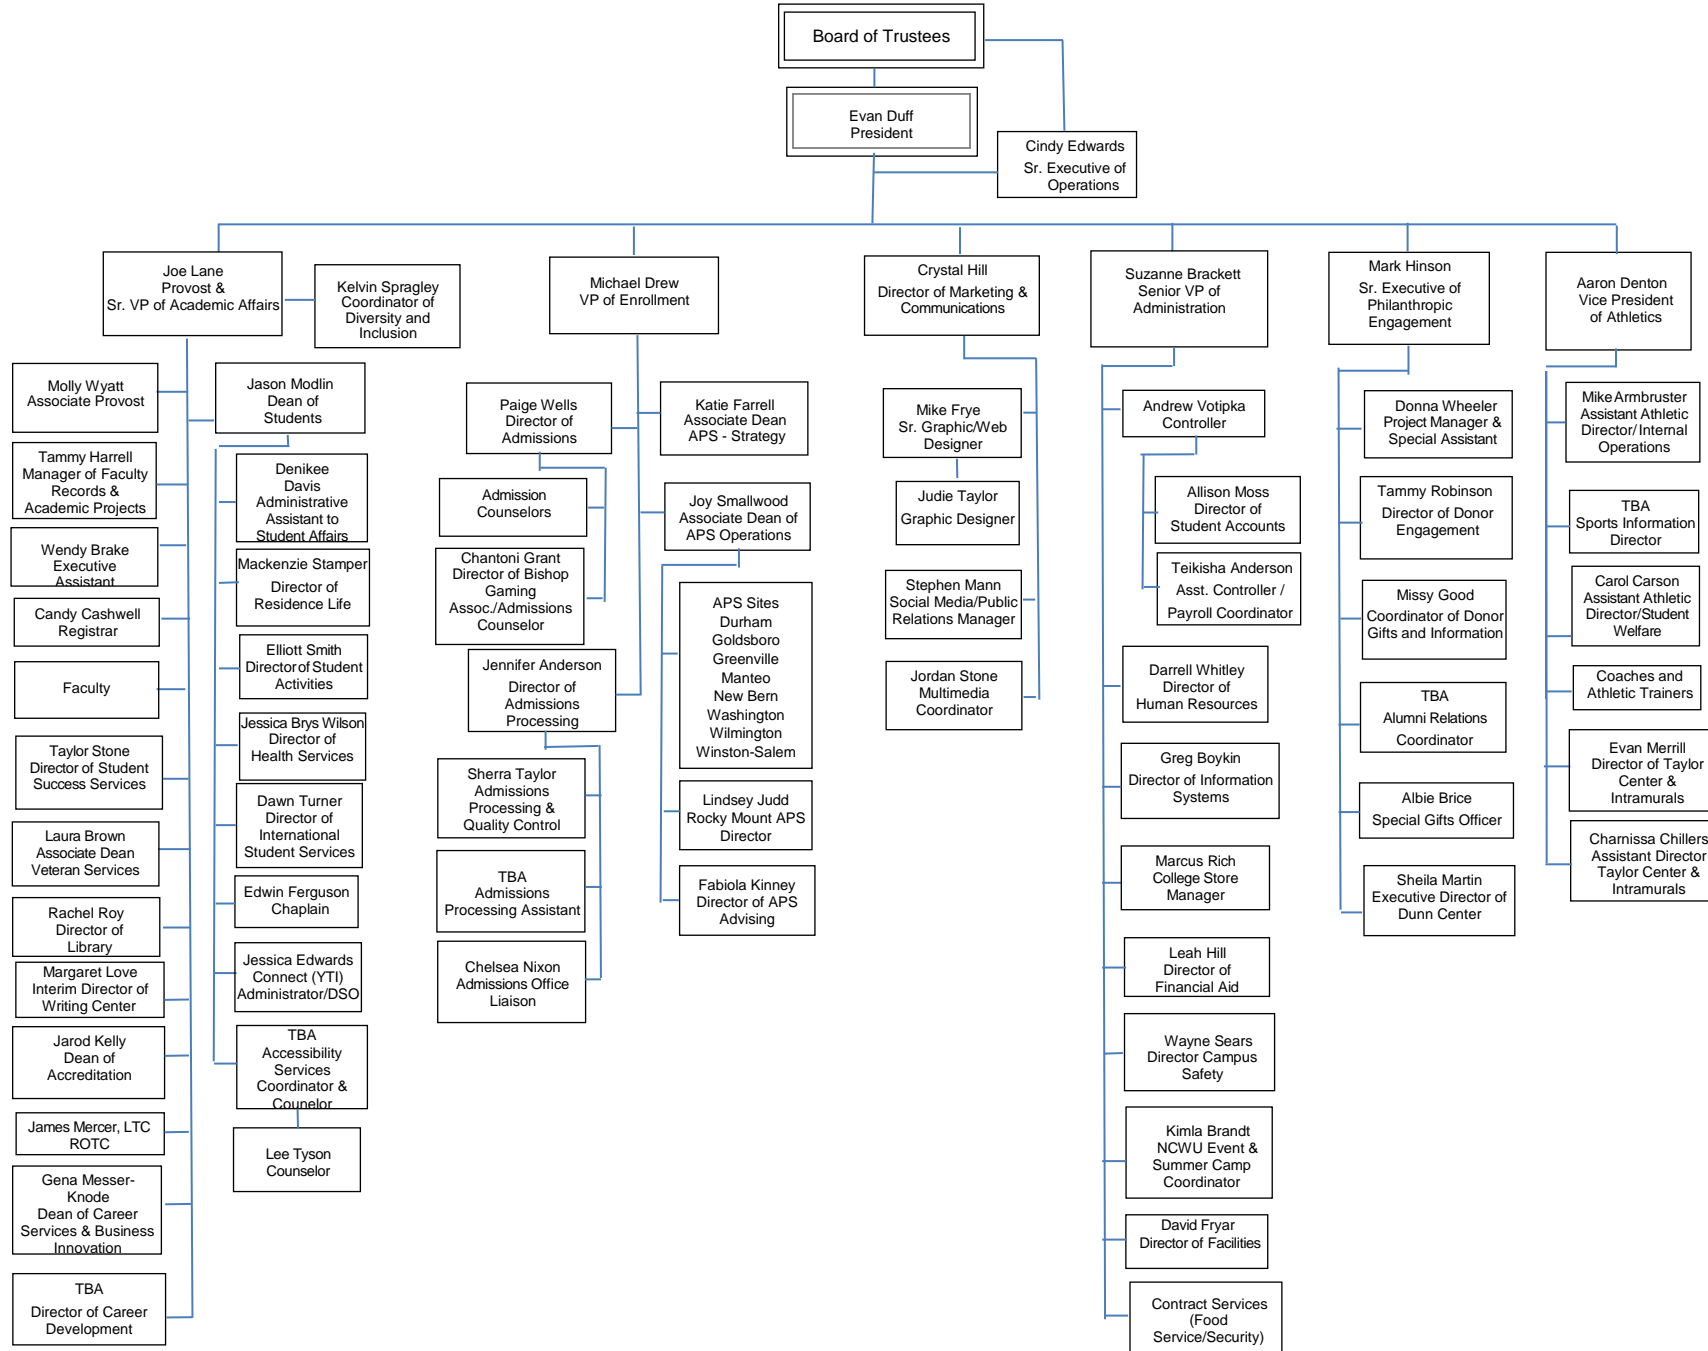 Board of Trustees
Evan Duff
President
Cindy Edwards
Sr. Executive of
Operations
Joe Lane
Provost &
Sr. VP of Academic Affairs
Kelvin Spragley
Coordinator of
Diversity and
Inclusion
Michael Drew
VP of Enrollment
Crystal Hill
Director of Marketing &
Communications
Suzanne Brackett
Senior VP of
Administration
Mark Hinson
Sr. Executive of
Philanthropic
Engagement
Aaron Denton
Vice President
of Athletics
Molly Wyatt
Associate Provost
Tammy Harrell
Manager of Faculty
Records &
Academic Projects
Wendy Brake
Executive
Assistant
Candy Cashwell
Registrar
Faculty
Taylor Stone
Director of Student
Success Services
Laura Brown
Associate Dean
Veteran Services
Rachel Roy
Director of
Library
Margaret Love
Interim Director of
Writing Center
Jarod Kelly
Dean of
Accreditation
James Mercer, LTC
ROTC
Gena Messer-
Knode
Dean of Career
Services & Business
Innovation
TBA
Director of Career
Development
Jason Modlin
Dean of
Students
Denikee
Davis
Administrative
Assistant to
Student Affairs
Mackenzie Stamper
Director of
Residence Life
Elliott Smith
Director of Student
Activities
Jessica Brys Wilson
Director of
Health Services
Dawn Turner
Director of
International
Student Services
Edwin Ferguson
Chaplain
Jessica Edwards
Connect (YTI)
Administrator/DSO
TBA
Accessibility
Services
Coordinator &
Counelor
Lee Tyson
Counselor
Paige Wells
Director of
Admissions
Admission
Counselors
Chantoni Grant
Director of Bishop
Gaming
Assoc./Admissions
Counselor
Jennifer Anderson
Director of
Admissions
Processing
Sherra Taylor
Admissions
Processing &
Quality Control
TBA
Admissions
Processing Assistant
Chelsea Nixon
Admissions Office
Liaison
Katie Farrell
Associate Dean
APS - Strategy
Joy Smallwood
Associate Dean of
APS Operations
APS Sites
Durham
Goldsboro
Greenville
Manteo
New Bern
Washington
Wilmington
Winston-Salem
Lindsey Judd
Rocky Mount APS
Director
Fabiola Kinney
Director of APS
Advising
Mike Frye
Sr. Graphic/Web
Designer
Judie Taylor
Graphic Designer
Stephen Mann
Social Media/Public
Relations Manager
Jordan Stone
Multimedia
Coordinator
Andrew Votipka
Controller
Allison Moss
Director of
Student Accounts
Teikisha Anderson
Asst. Controller /
Payroll Coordinator
Darrell Whitley
Director of
Human Resources
Greg Boykin
Director of Information
Systems
Marcus Rich
College Store
Manager
Leah Hill
Director of
Financial Aid
Wayne Sears
Director Campus
Safety
Kimla Brandt
NCWU Event &
Summer Camp
Coordinator
David Fryar
Director of Facilities
Contract Services
(Food
Service/Security)
Donna Wheeler
Project Manager &
Special Assistant
Tammy Robinson
Director of Donor
Engagement
Missy Good
Coordinator of Donor
Gifts and Information
TBA
Alumni Relations
Coordinator
Albie Brice
Special Gifts Officer
Sheila Martin
Executive Director of
Dunn Center
Mike Armbruster
Assistant Athletic
Director/ Internal
Operations
TBA
Sports Information
Director
Carol Carson
Assistant Athletic
Director/Student
Welfare
Coaches and
Athletic Trainers
Evan Merrill
Director of Taylor
Center &
Intramurals
Charnissa Chillers
Assistant Director
Taylor Center &
Intramurals